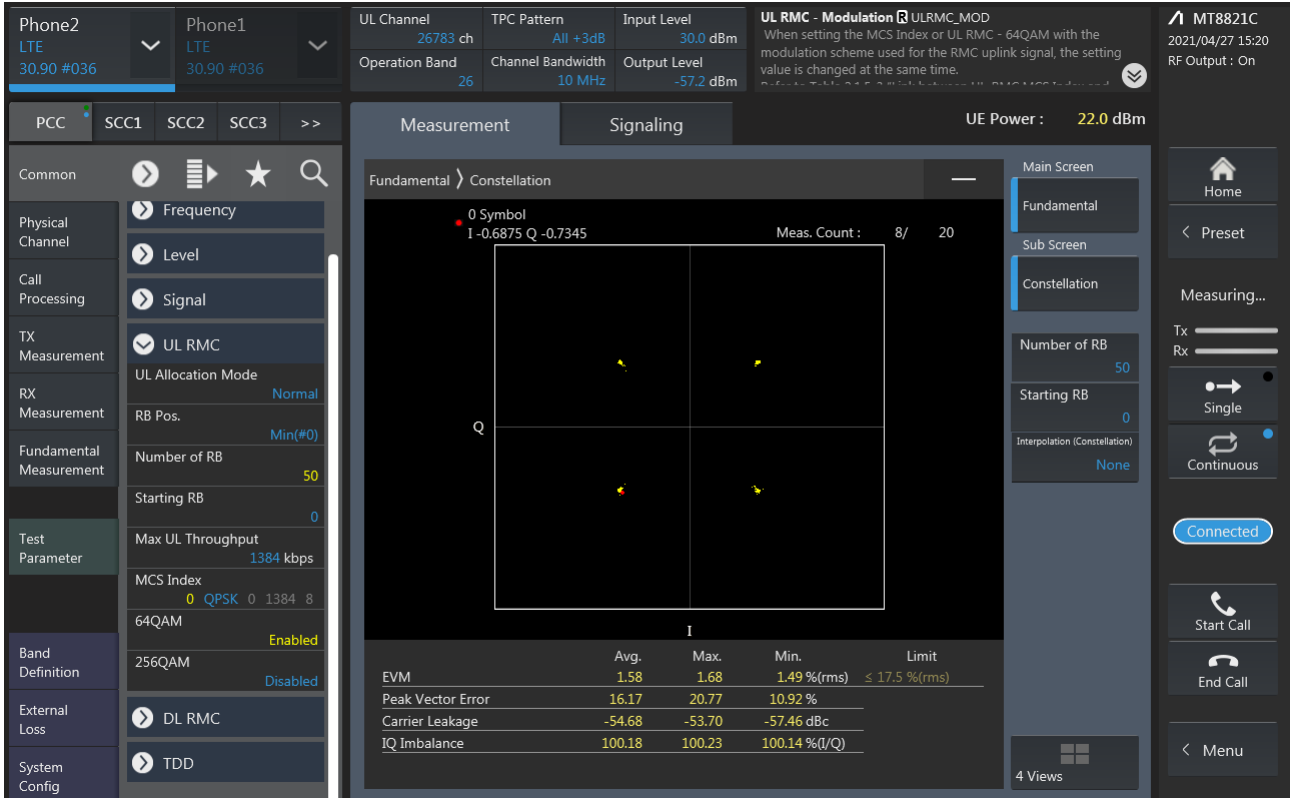 Phone2
LTE
30.90 #036
Phone1
LTE
30.90 #036
UL Channel
26783 ch
TPC Pattern
All +3dB
Input Level
30.0 dBm
Operation Band
26
Channel Bandwidth
10 MHz
Output Level
-57.2 dBm
UL RMC - Modulation R ULRMC_MOD
When setting the MCS Index or UL RMC - 64QAM with the
modulation scheme used for the RMC uplink signal, the setting
value is changed at the same time.
MT8821C
2021/04/27 15:20
RF Output : On
PCC SCC1 SCC2 SCC3 >>
Measurement
Signaling
UE Power : 22.0 dBm
Common
Physical
Channel
Call
Processing
TX
Measurement
RX
Measurement
Fundamental
Measurement
Test
Parameter
Band
Definition
External
Loss
System
Config
Frequency
Level
Signal
UL RMC
UL Allocation Mode
Normal
RB Pos.
Min(#0)
Number of RB
50
Starting RB
0
Max UL Throughput
1384 kbps
MCS Index
0 QPSK 0 1384 8
64QAM
Enabled
256QAM
Disabled
DL RMC
TDD
Fundamental 〉 Constellation
0 Symbol
I -0.6875 Q -0.7345
Meas. Count : 8/ 20
Q
I
Avg. Max. Min. Limit
EVM 1.58 1.68 1.49 %(rms) ≤ 17.5 %(rms)
Peak Vector Error 16.17 20.77 10.92 %
Carrier Leakage -54.68 -53.70 -57.46 dBc
IQ Imbalance 100.18 100.23 100.14 %(I/Q)
Main Screen
Fundamental
Sub Screen
Constellation
Number of RB
50
Starting RB
0
Interpolation (Constellation)
None
4 Views
Home
< Preset
Measuring...
Tx
Rx
Single
Continuous
Connected
Start Call
End Call
< Menu